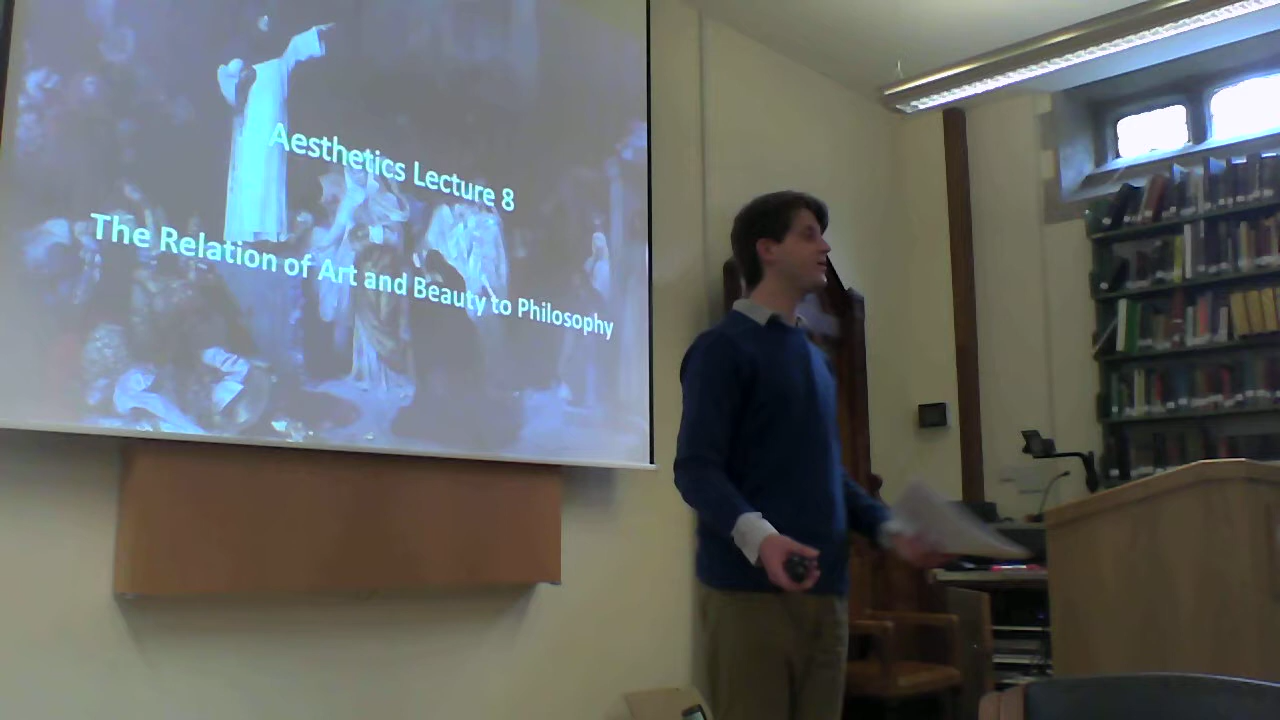 Aesthetics Lecture 8
The Relation of Art and Beauty to Philosophy